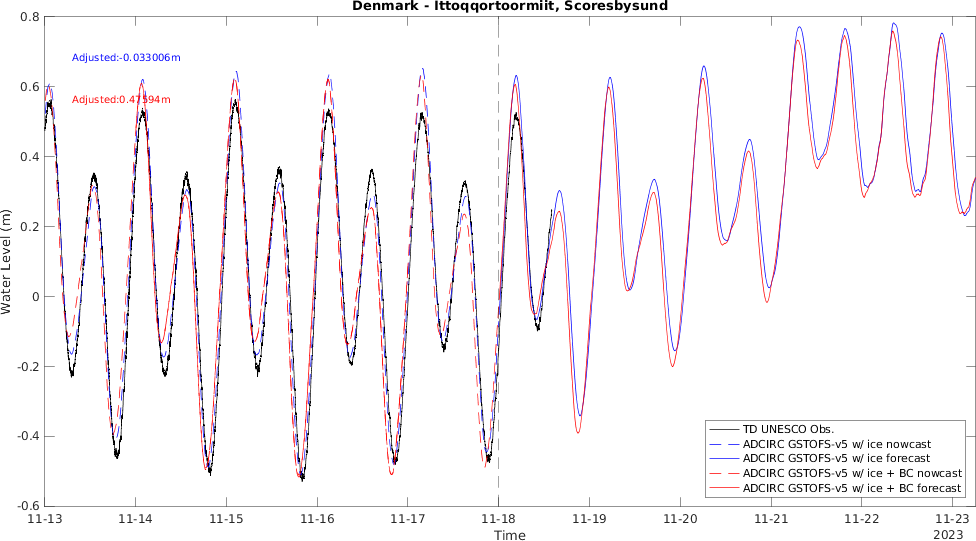 Denmark - Ittoqqortoormiit, Scoresbysund
Adjusted:-0.033006m
Adjusted:0.47594m
Water Level (m)
0.8
0.6
0.4
0.2
0
-0.2
-0.4
-0.6
TD UNESCO Obs.
ADCIRC GSTOFS-v5 w/ ice nowcast
ADCIRC GSTOFS-v5 w/ ice forecast
ADCIRC GSTOFS-v5 w/ ice + BC nowcast
ADCIRC GSTOFS-v5 w/ ice + BC forecast
11-13 11-14 11-15 11-16 11-17 11-18 11-19 11-20 11-21 11-22 11-23
Time 2023